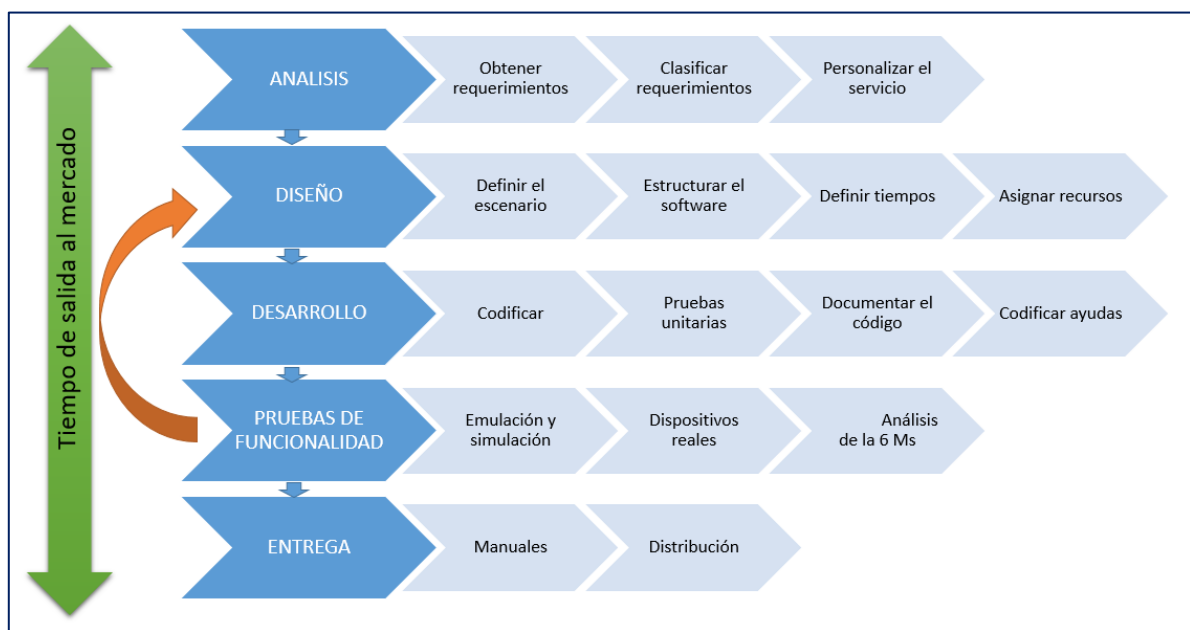 Tiempo de salida al mercado
ANALISIS
Obtener
requerimientos
Clasificar
requerimientos
Personalizar el
servicio
DISEÑO
Definir el
escenario
Estructurar el
software
Definir tiempos
Asignar recursos
DESARROLLO
Codificar
Pruebas
unitarias
Documentar el
código
Codificar ayudas
PRUEBAS DE
FUNCIONALIDAD
Emulación y
simulación
Dispositivos
reales
Análisis
de la 6 Ms
ENTREGA
Manuales
Distribución